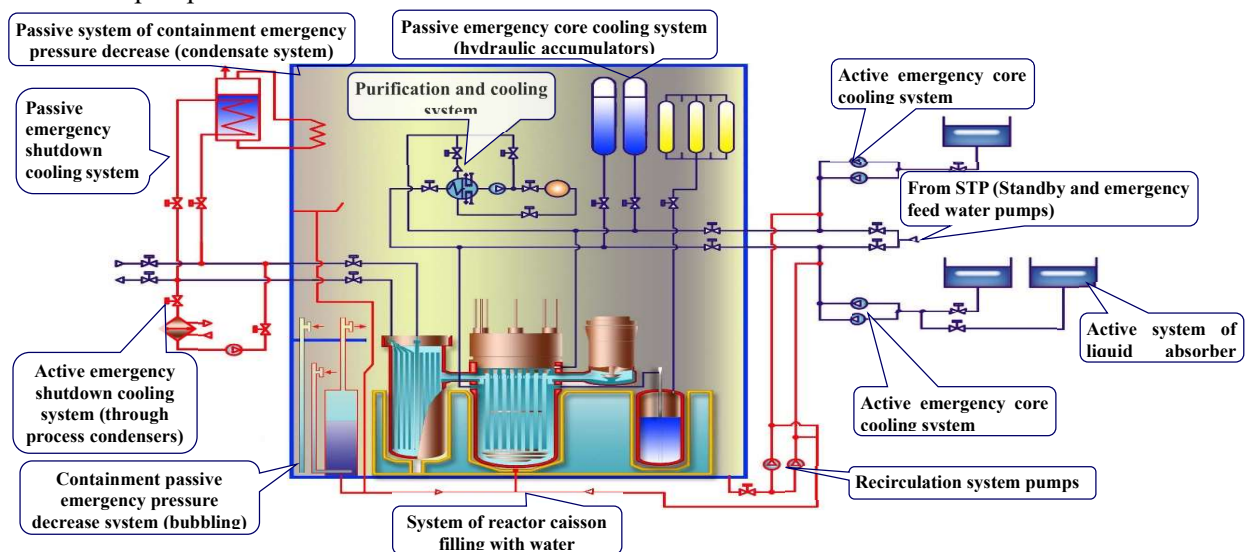 Passive system of containment emergency
pressure decrease (condensate system)
Passive emergency core cooling system
(hydraulic accumulators)
Active emergency core
cooling system
Purification and cooling
system
Passive
emergency
shutdown
cooling system
From STP (Standby and emergency
feed water pumps)
Active system of
liquid absorber
Active emergency
shutdown cooling
system (through
process condensers)
Active emergency core
cooling system
Containment passive
emergency pressure
decrease system (bubbling)
Recirculation system pumps
System of reactor caisson
filling with water